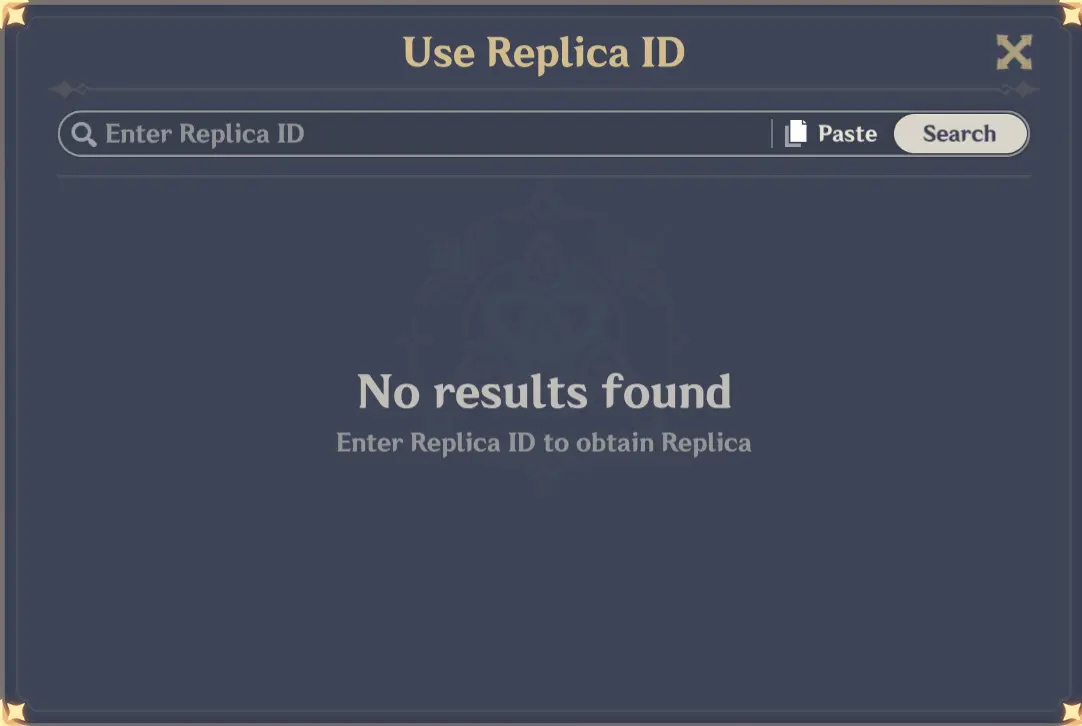 Use Replica ID
Enter Replica ID
Paste
Search
No results found
Enter Replica ID to obtain Replica